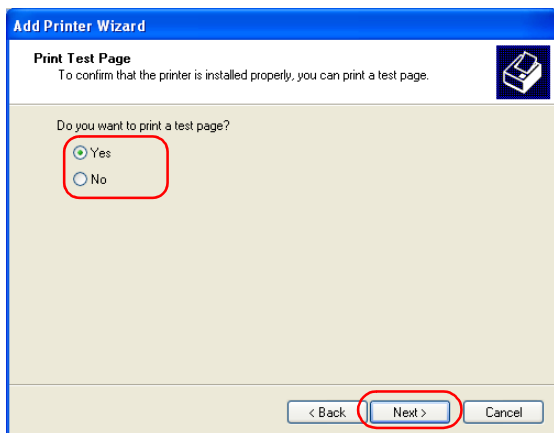 Add Printer Wizard
Print Test Page
To confirm that the printer is installed properly, you can print a test page.
Do you want to print a test page?
Yes
No
< Back
Next >
Cancel